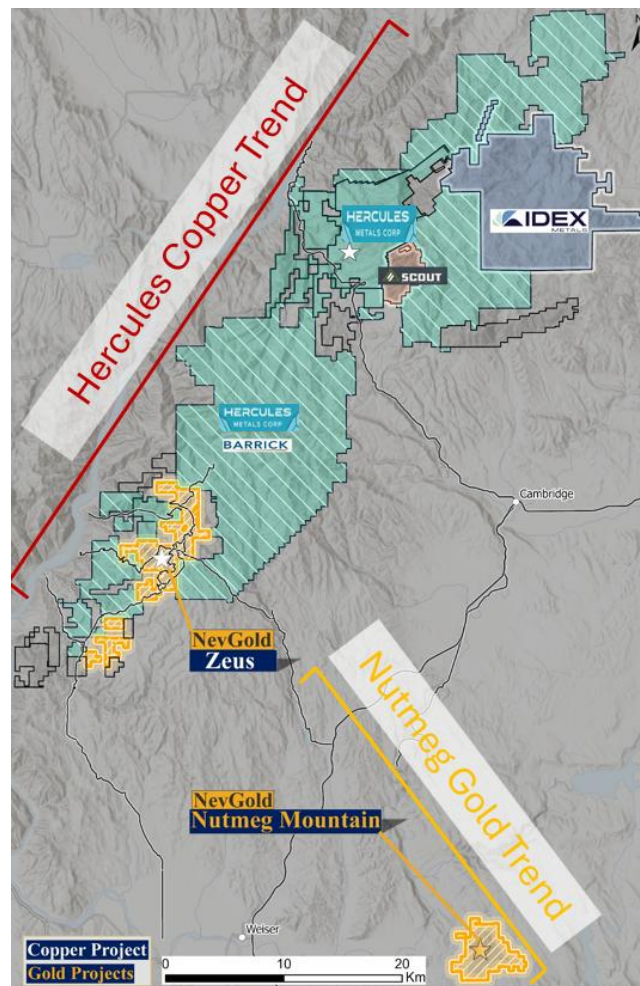 Hercules Copper Trend
HERCULES
METALS CORP
IDEX
METALS
SCOUT
HERCULES
METALS CORP
BARRICK
Cambridge
NevGold
Zeus
Nutmeg Gold Trend
NevGold
Nutmeg Mountain
Weiser
Copper Project
Gold Projects
0 10 20
Km